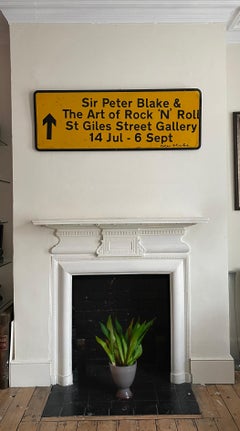 Sir Peter Blake &
The Art of Rock 'N' Roll
St Giles Street Gallery
14 Jul - 6 Sept